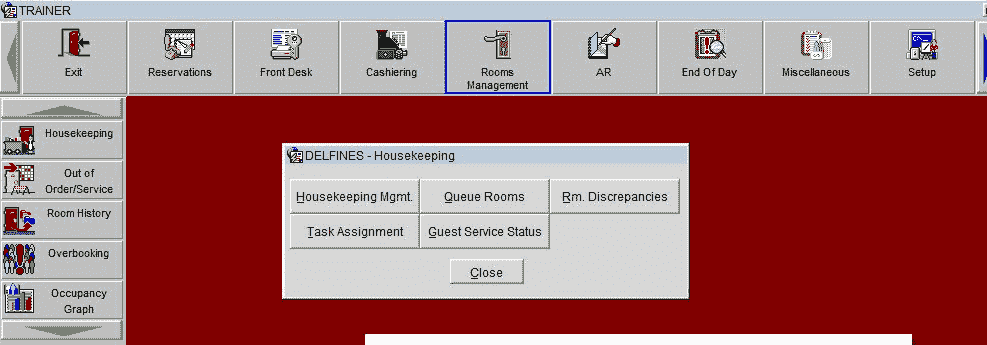 TRAINER
Exit
Reservations
Front Desk
Cashiering
Rooms
Management
AR
End Of Day
Miscellaneous
Setup
Housekeeping
Out of
Order/Service
Room History
Overbooking
Occupancy
Graph
DELFINES - Housekeeping
Housekeeping Mgmt.
Queue Rooms
Rm. Discrepancies
Task Assignment
Guest Service Status
Close